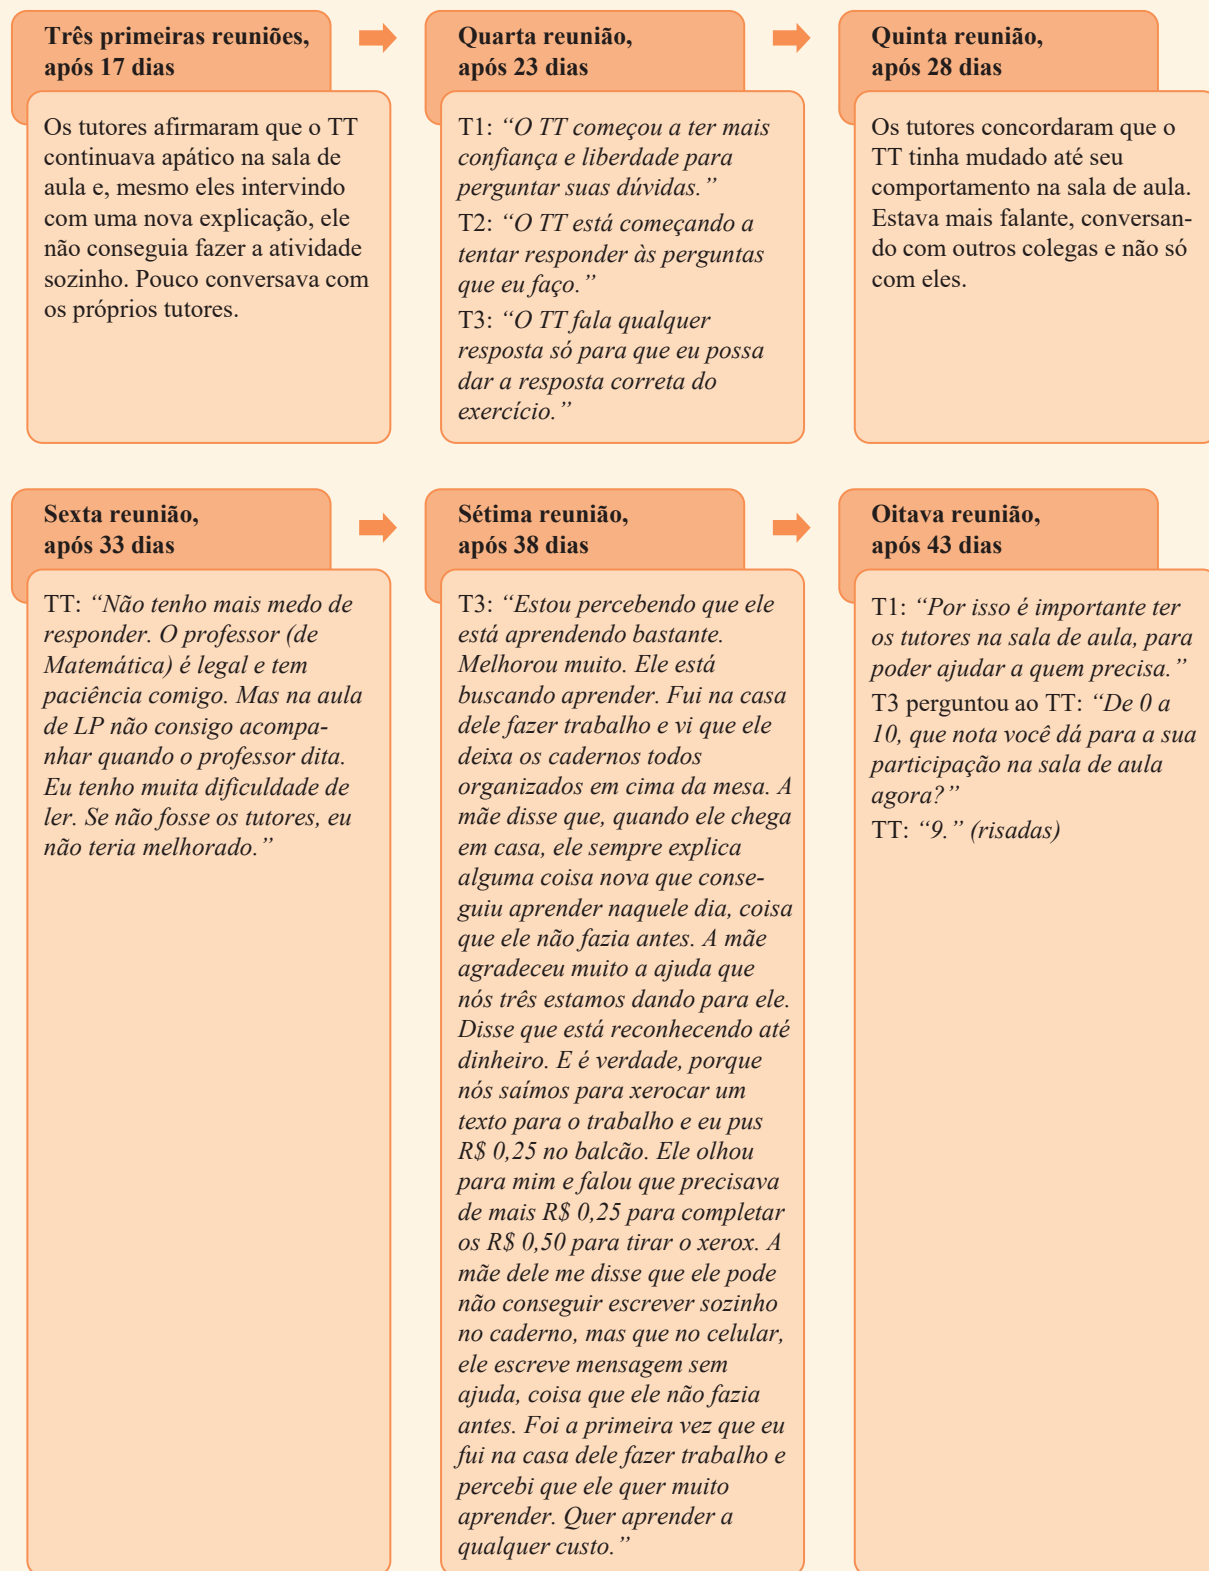 Três primeiras reuniões,
após 17 dias
Os tutores afirmaram que o TT
continuava apático na sala de
aula e, mesmo eles intervindo
com uma nova explicação, ele
não conseguia fazer a atividade
sozinho. Pouco conversava com
os próprios tutores.
Quarta reunião,
após 23 dias
T1: “O TT começou a ter mais
confiança e liberdade para
perguntar suas dúvidas.”
T2: “O TT está começando a
tentar responder às perguntas
que eu faço.”
T3: “O TT fala qualquer
resposta só para que eu possa
dar a resposta correta do
exercício.”
Quinta reunião,
após 28 dias
Os tutores concordaram que o
TT tinha mudado até seu
comportamento na sala de aula.
Estava mais falante, conversan-
do com outros colegas e não só
com eles.
Sexta reunião,
após 33 dias
TT: “Não tenho mais medo de
responder. O professor (de
Matemática) é legal e tem
paciência comigo. Mas na aula
de LP não consigo acompa-
nhar quando o professor dita.
Eu tenho muita dificuldade de
ler. Se não fosse os tutores, eu
não teria melhorado.”
Sétima reunião,
após 38 dias
T3: “Estou percebendo que ele
está aprendendo bastante.
Melhorou muito. Ele está
buscando aprender. Fui na casa
dele fazer trabalho e vi que ele
deixa os cadernos todos
organizados em cima da mesa. A
mãe disse que, quando ele chega
em casa, ele sempre explica
alguma coisa nova que conse-
guiu aprender naquele dia, coisa
que ele não fazia antes. A mãe
agradeceu muito a ajuda que
nós três estamos dando para ele.
Disse que está reconhecendo até
dinheiro. E é verdade, porque
nós saímos para xerocar um
texto para o trabalho e eu pus
R$ 0,25 no balcão. Ele olhou
para mim e falou que precisava
de mais R$ 0,25 para completar
os R$ 0,50 para tirar o xerox. A
mãe dele me disse que ele pode
não conseguir escrever sozinho
no caderno, mas que no celular,
ele escreve mensagem sem
ajuda, coisa que ele não fazia
antes. Foi a primeira vez que eu
fui na casa dele fazer trabalho e
percebi que ele quer muito
aprender. Quer aprender a
qualquer custo.”
Oitava reunião,
após 43 dias
T1: “Por isso é importante ter
os tutores na sala de aula, para
poder ajudar a quem precisa.”
T3 perguntou ao TT: “De 0 a
10, que nota você dá para a sua
participação na sala de aula
agora?”
TT: “9.” (risadas)